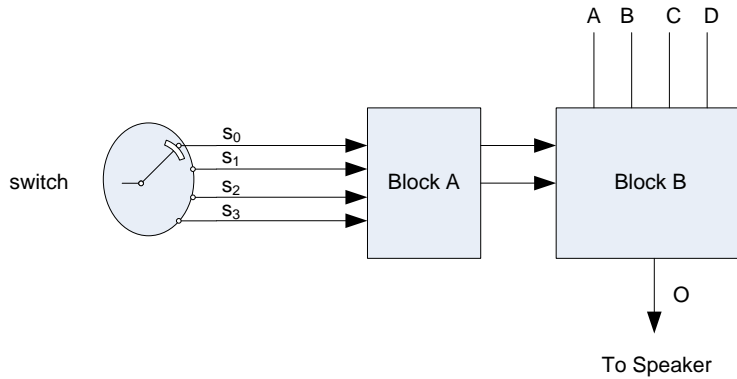 A B C D
s0
s1
switch
Block A
Block B
s2
s3
O
To Speaker